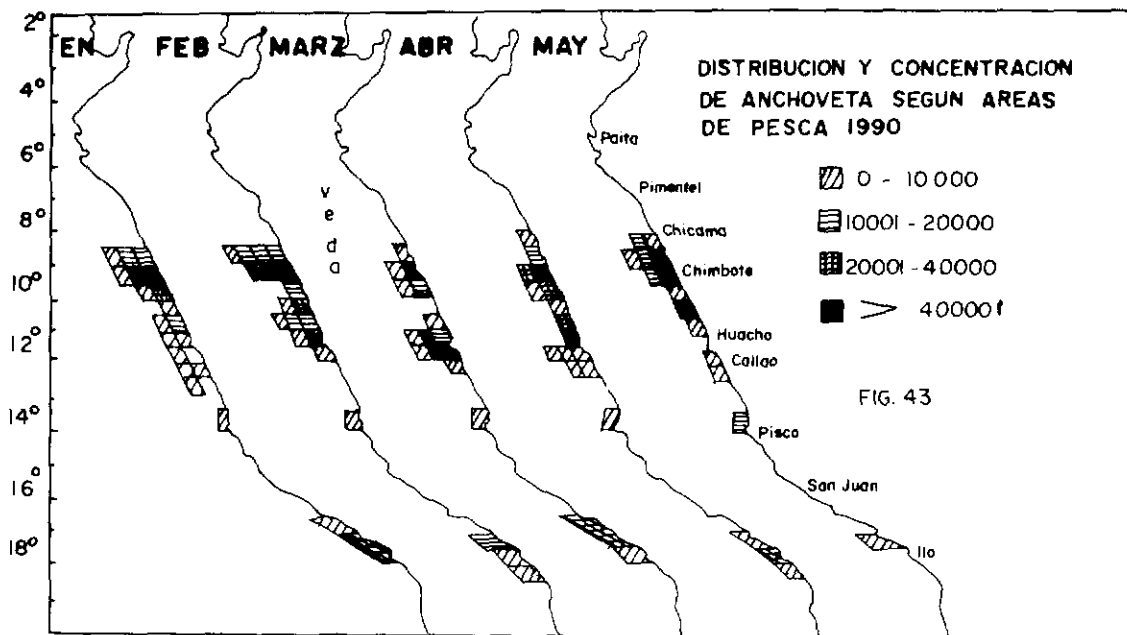 2°
4°
6°
8°
10°
12°
14°
16°
18°
EN FEB MARZ ABR MAY
DISTRIBUCION Y CONCENTRACION
DE ANCHOVETA SEGUN AREAS
DE PESCA 1990
0 - 10000
10001 - 20000
20001 - 40000
> 40000 t
FIG. 43
veda
Paita
Pimentel
Chicama
Chimbote
Huacho
Callao
Pisco
San Juan
Ilo